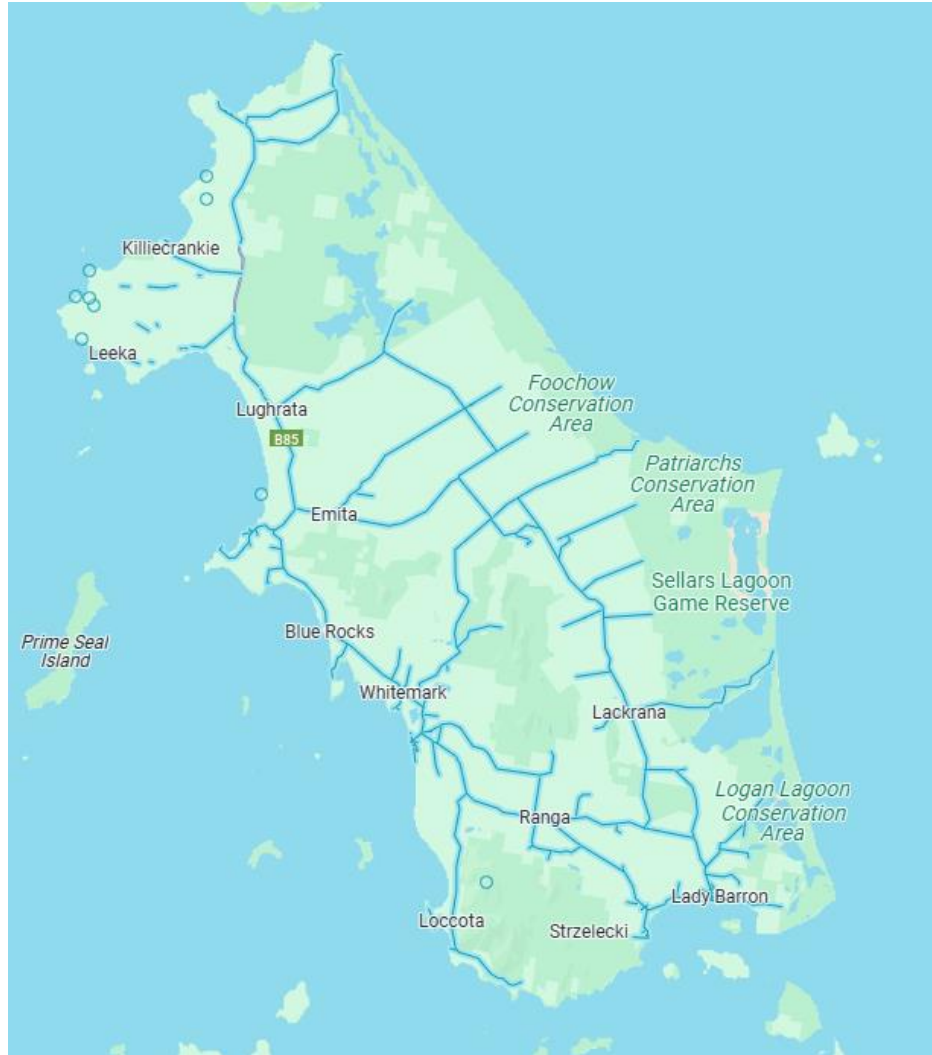 Killiecrankie
Leeka
Foochow
Conservation
Area
Lughrata
B85
Patriarchs
Conservation
Area
Emita
Sellars Lagoon
Game Reserve
Blue Rocks
Prime Seal
Island
Whitemark
Lackrana
Logan Lagoon
Conservation
Area
Ranga
Lady Barron
Loccota
Strzelecki